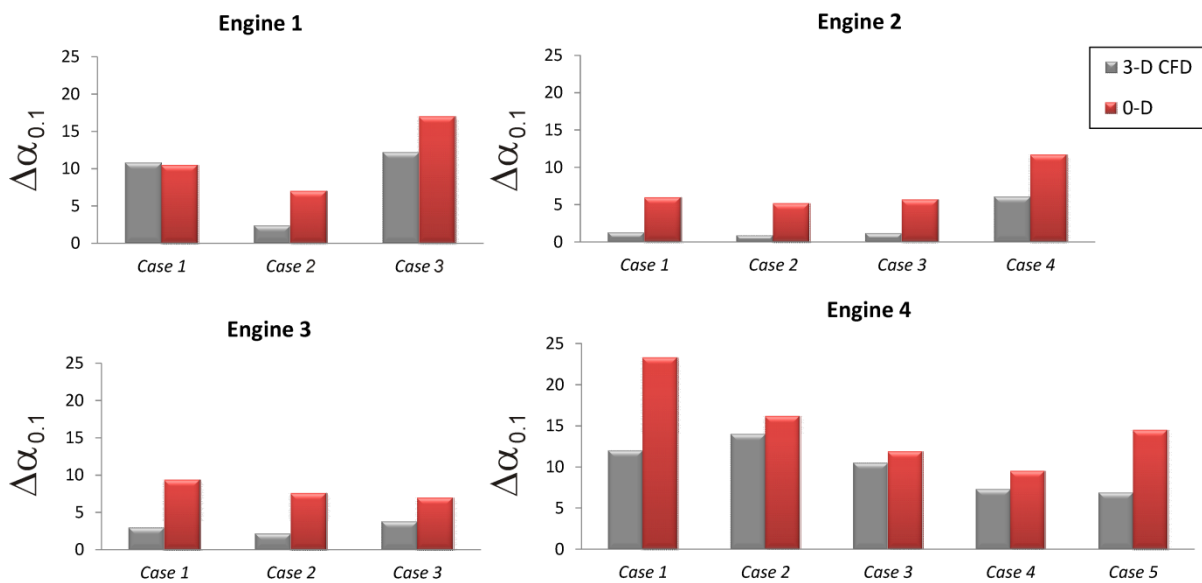 Engine 1
25
20
15
10
5
0
Δα0.1
Case 1 Case 2 Case 3
Engine 2
25
20
15
10
5
0
Δα0.1
Case 1 Case 2 Case 3 Case 4
3-D CFD
0-D
Engine 3
25
20
15
10
5
0
Δα0.1
Case 1 Case 2 Case 3
Engine 4
25
20
15
10
5
0
Δα0.1
Case 1 Case 2 Case 3 Case 4 Case 5